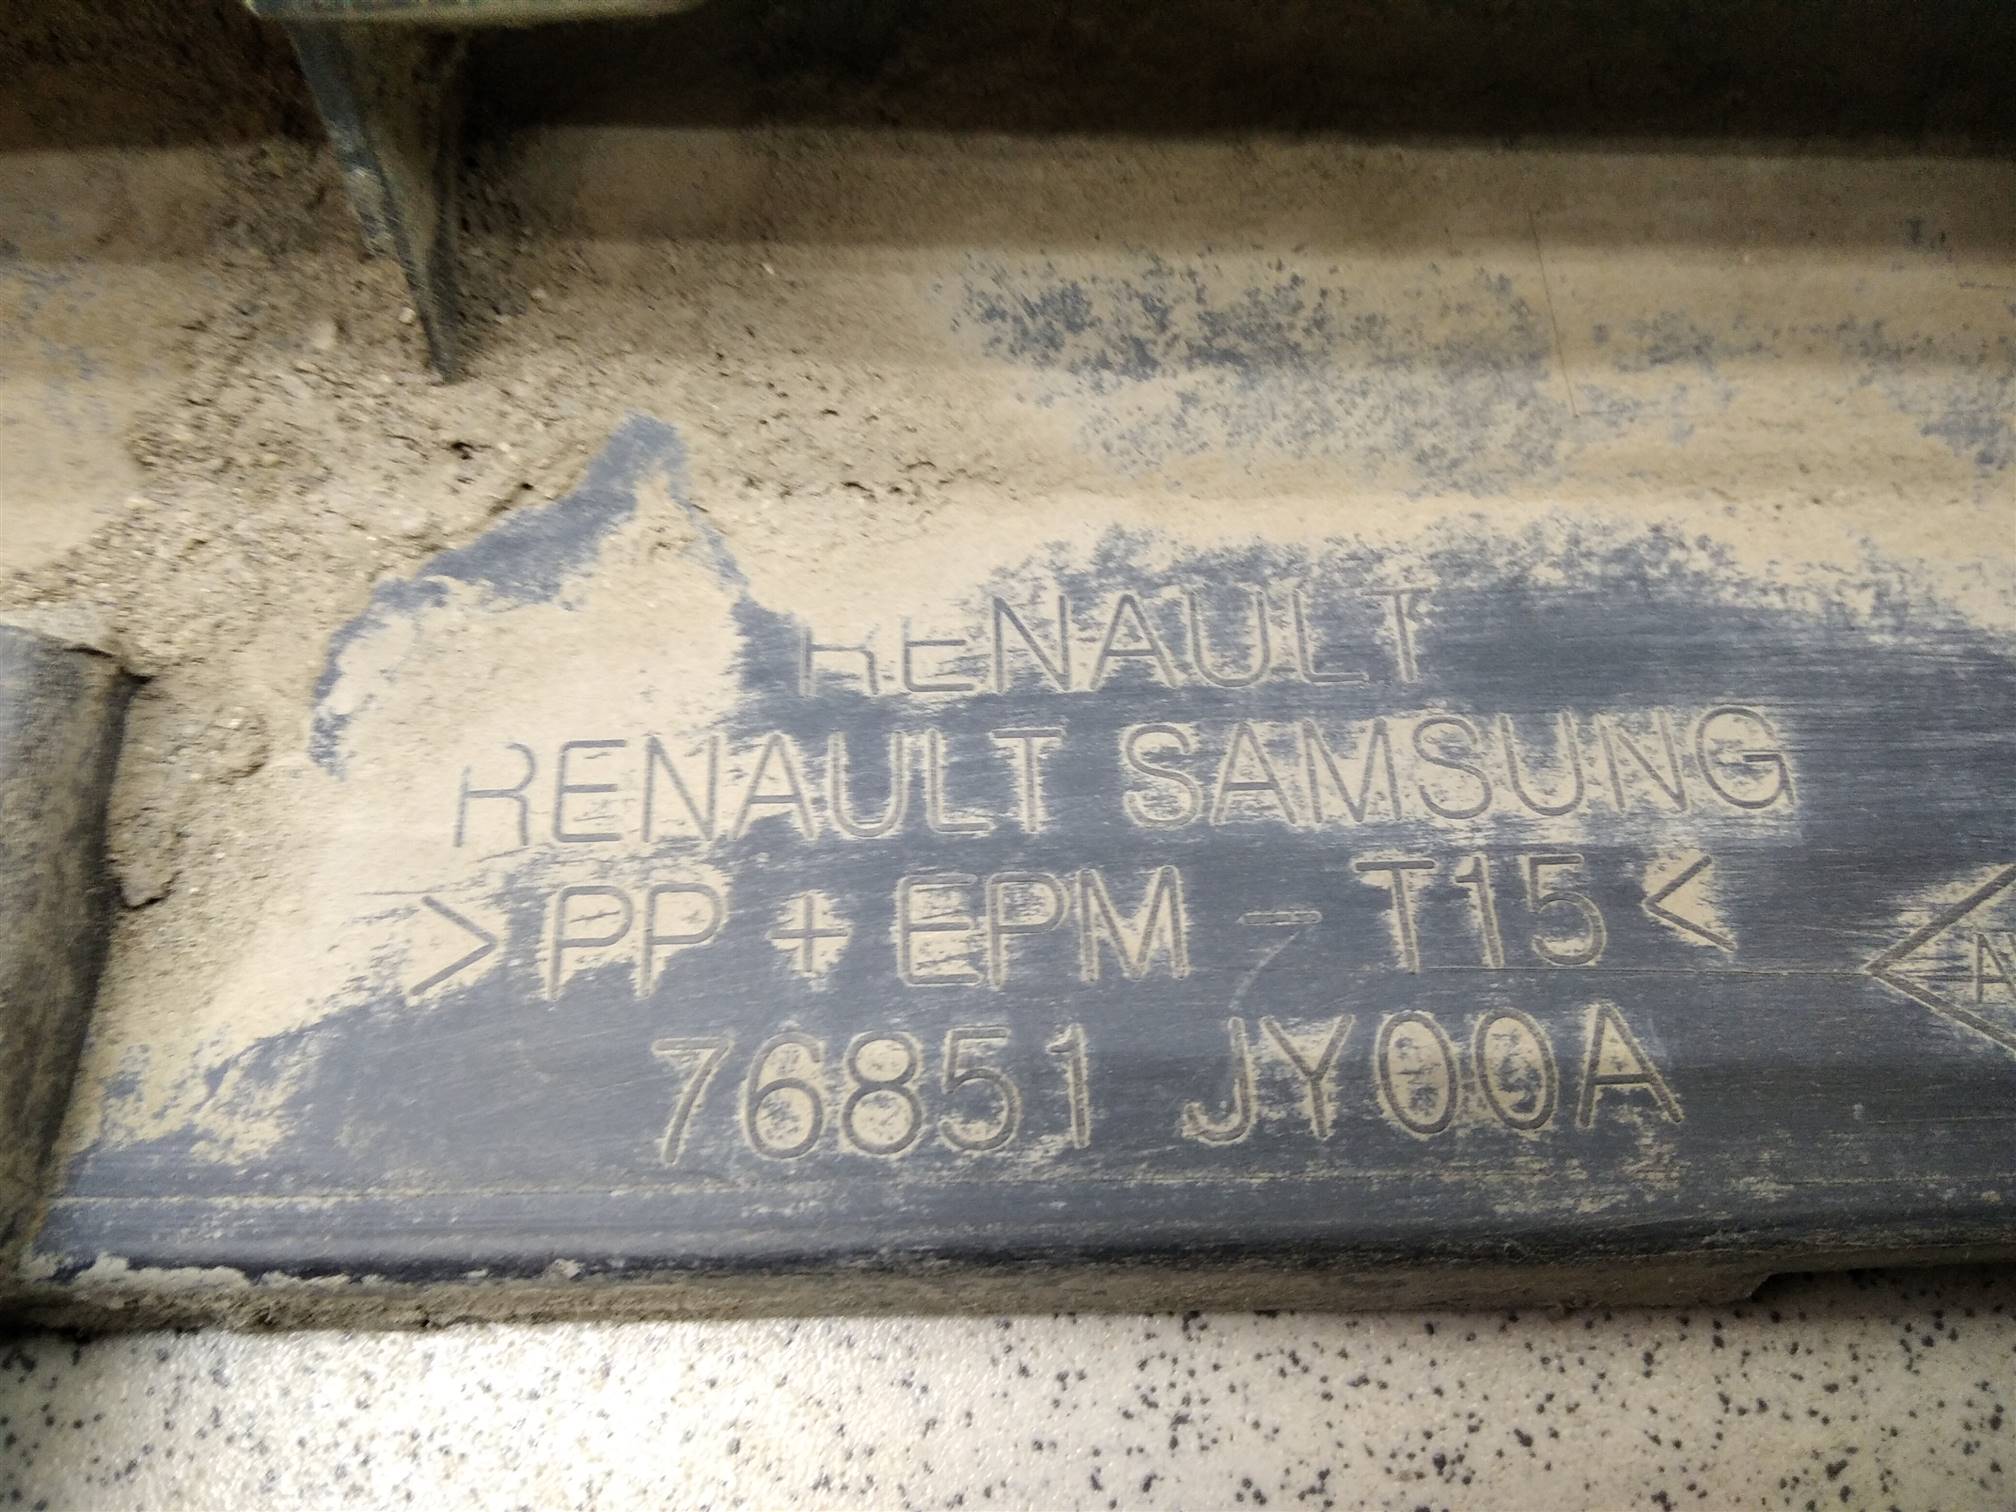 RENAULT
RENAULT SAMSUNG
>PP + EPM - T15<
76851 JY00A